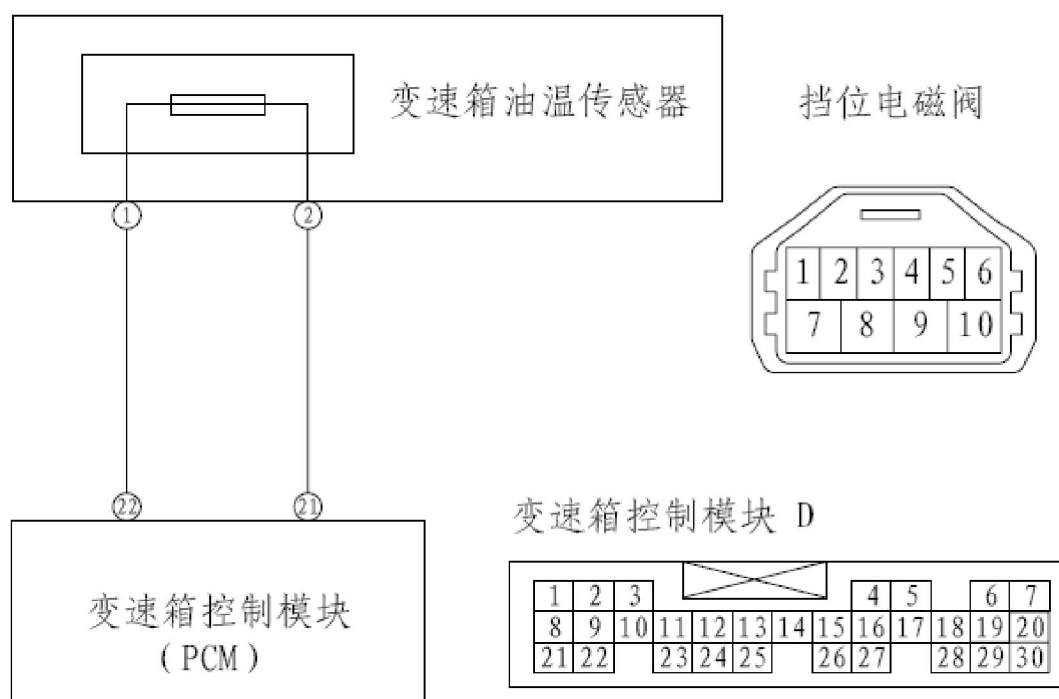 变速箱油温传感器
挡位电磁阀
① ②
1 2 3 4 5 6
7 8 9 10
㉒ ㉑
变速箱控制模块
(PCM)
变速箱控制模块 D
1 2 3 4 5 6 7
8 9 10 11 12 13 14 15 16 17 18 19 20
21 22 23 24 25 26 27 28 29 30